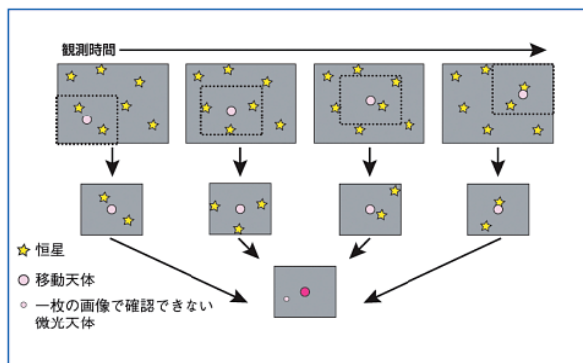 観測時間
恒星
移動天体
一枚の画像で確認できない
微光天体